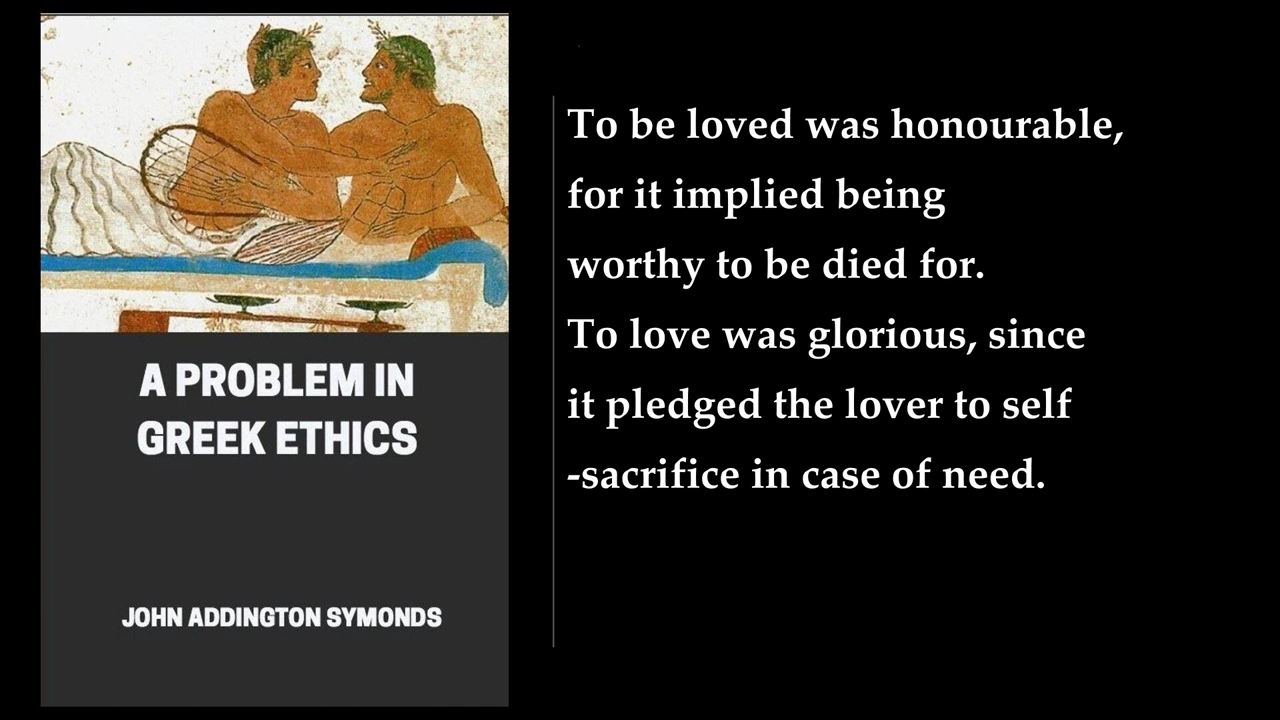 A PROBLEM IN
GREEK ETHICS
JOHN ADDINGTON SYMONDS
To be loved was honourable,
for it implied being
worthy to be died for.
To love was glorious, since
it pledged the lover to self
-sacrifice in case of need.